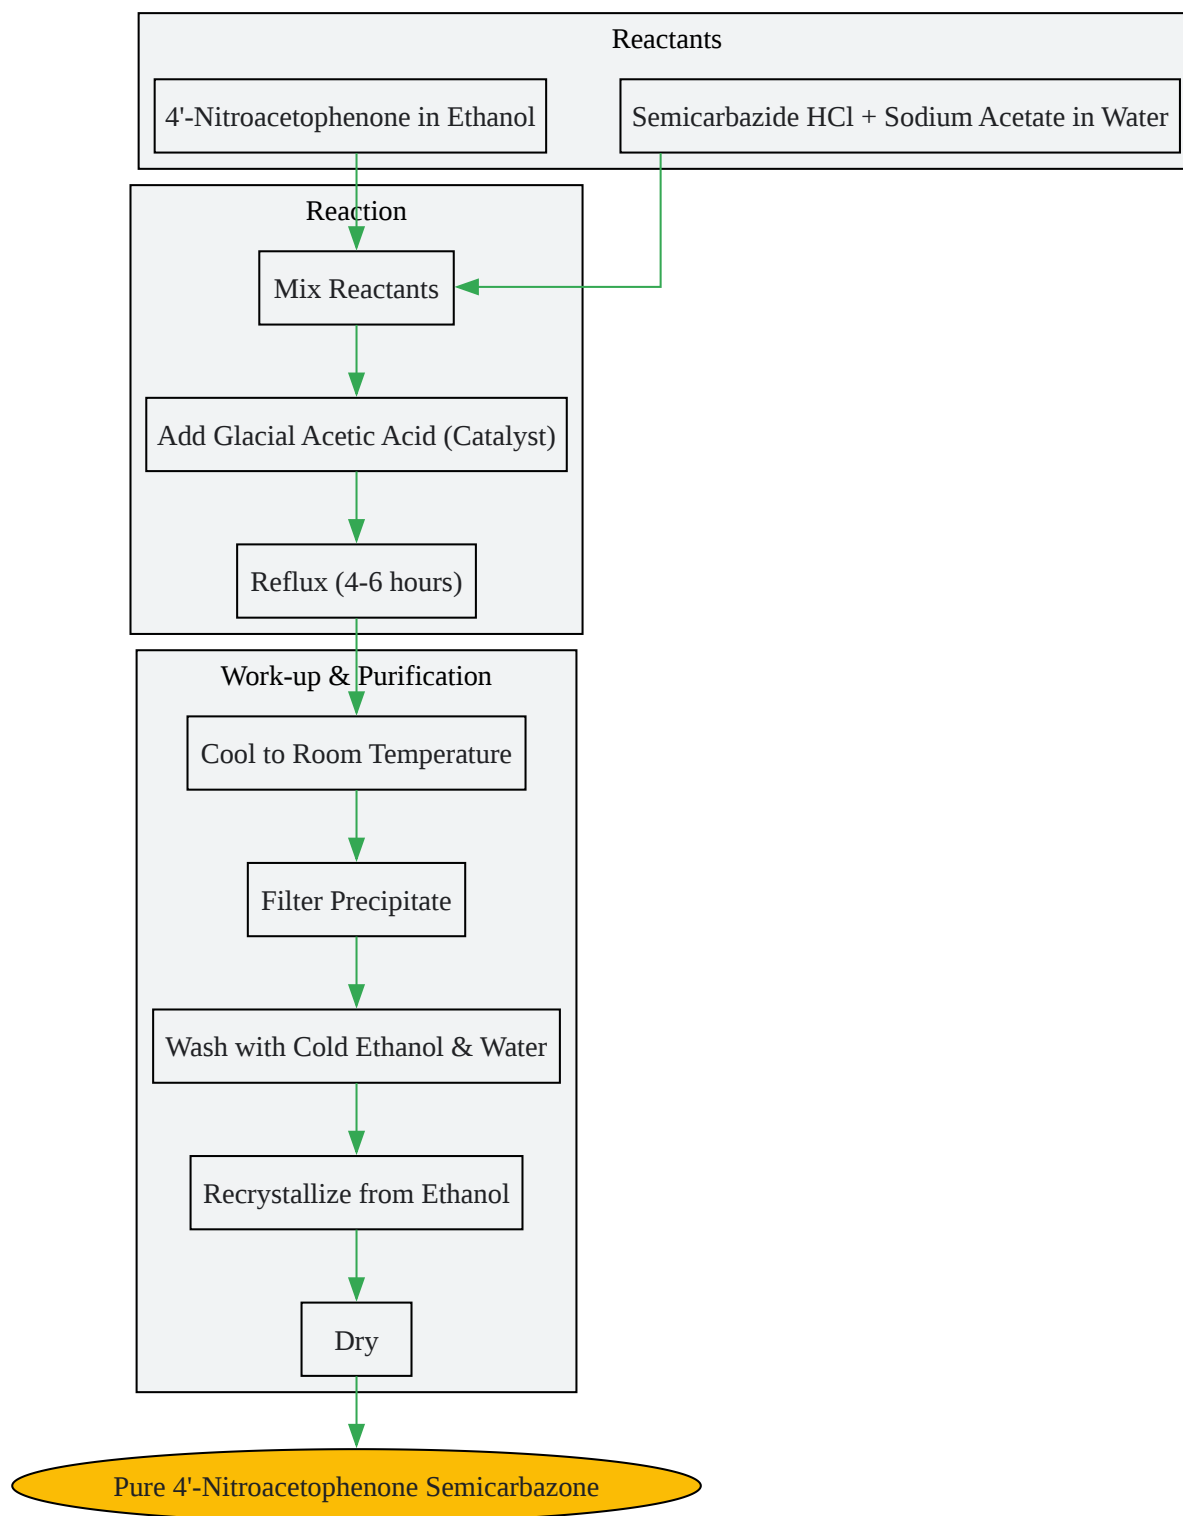 Reactants
4'-Nitroacetophenone in Ethanol
Semicarbazide HCl + Sodium Acetate in Water
Reaction
Mix Reactants
Add Glacial Acetic Acid (Catalyst)
Reflux (4-6 hours)
Work-up & Purification
Cool to Room Temperature
Filter Precipitate
Wash with Cold Ethanol & Water
Recrystallize from Ethanol
Dry
Pure 4'-Nitroacetophenone Semicarbazone